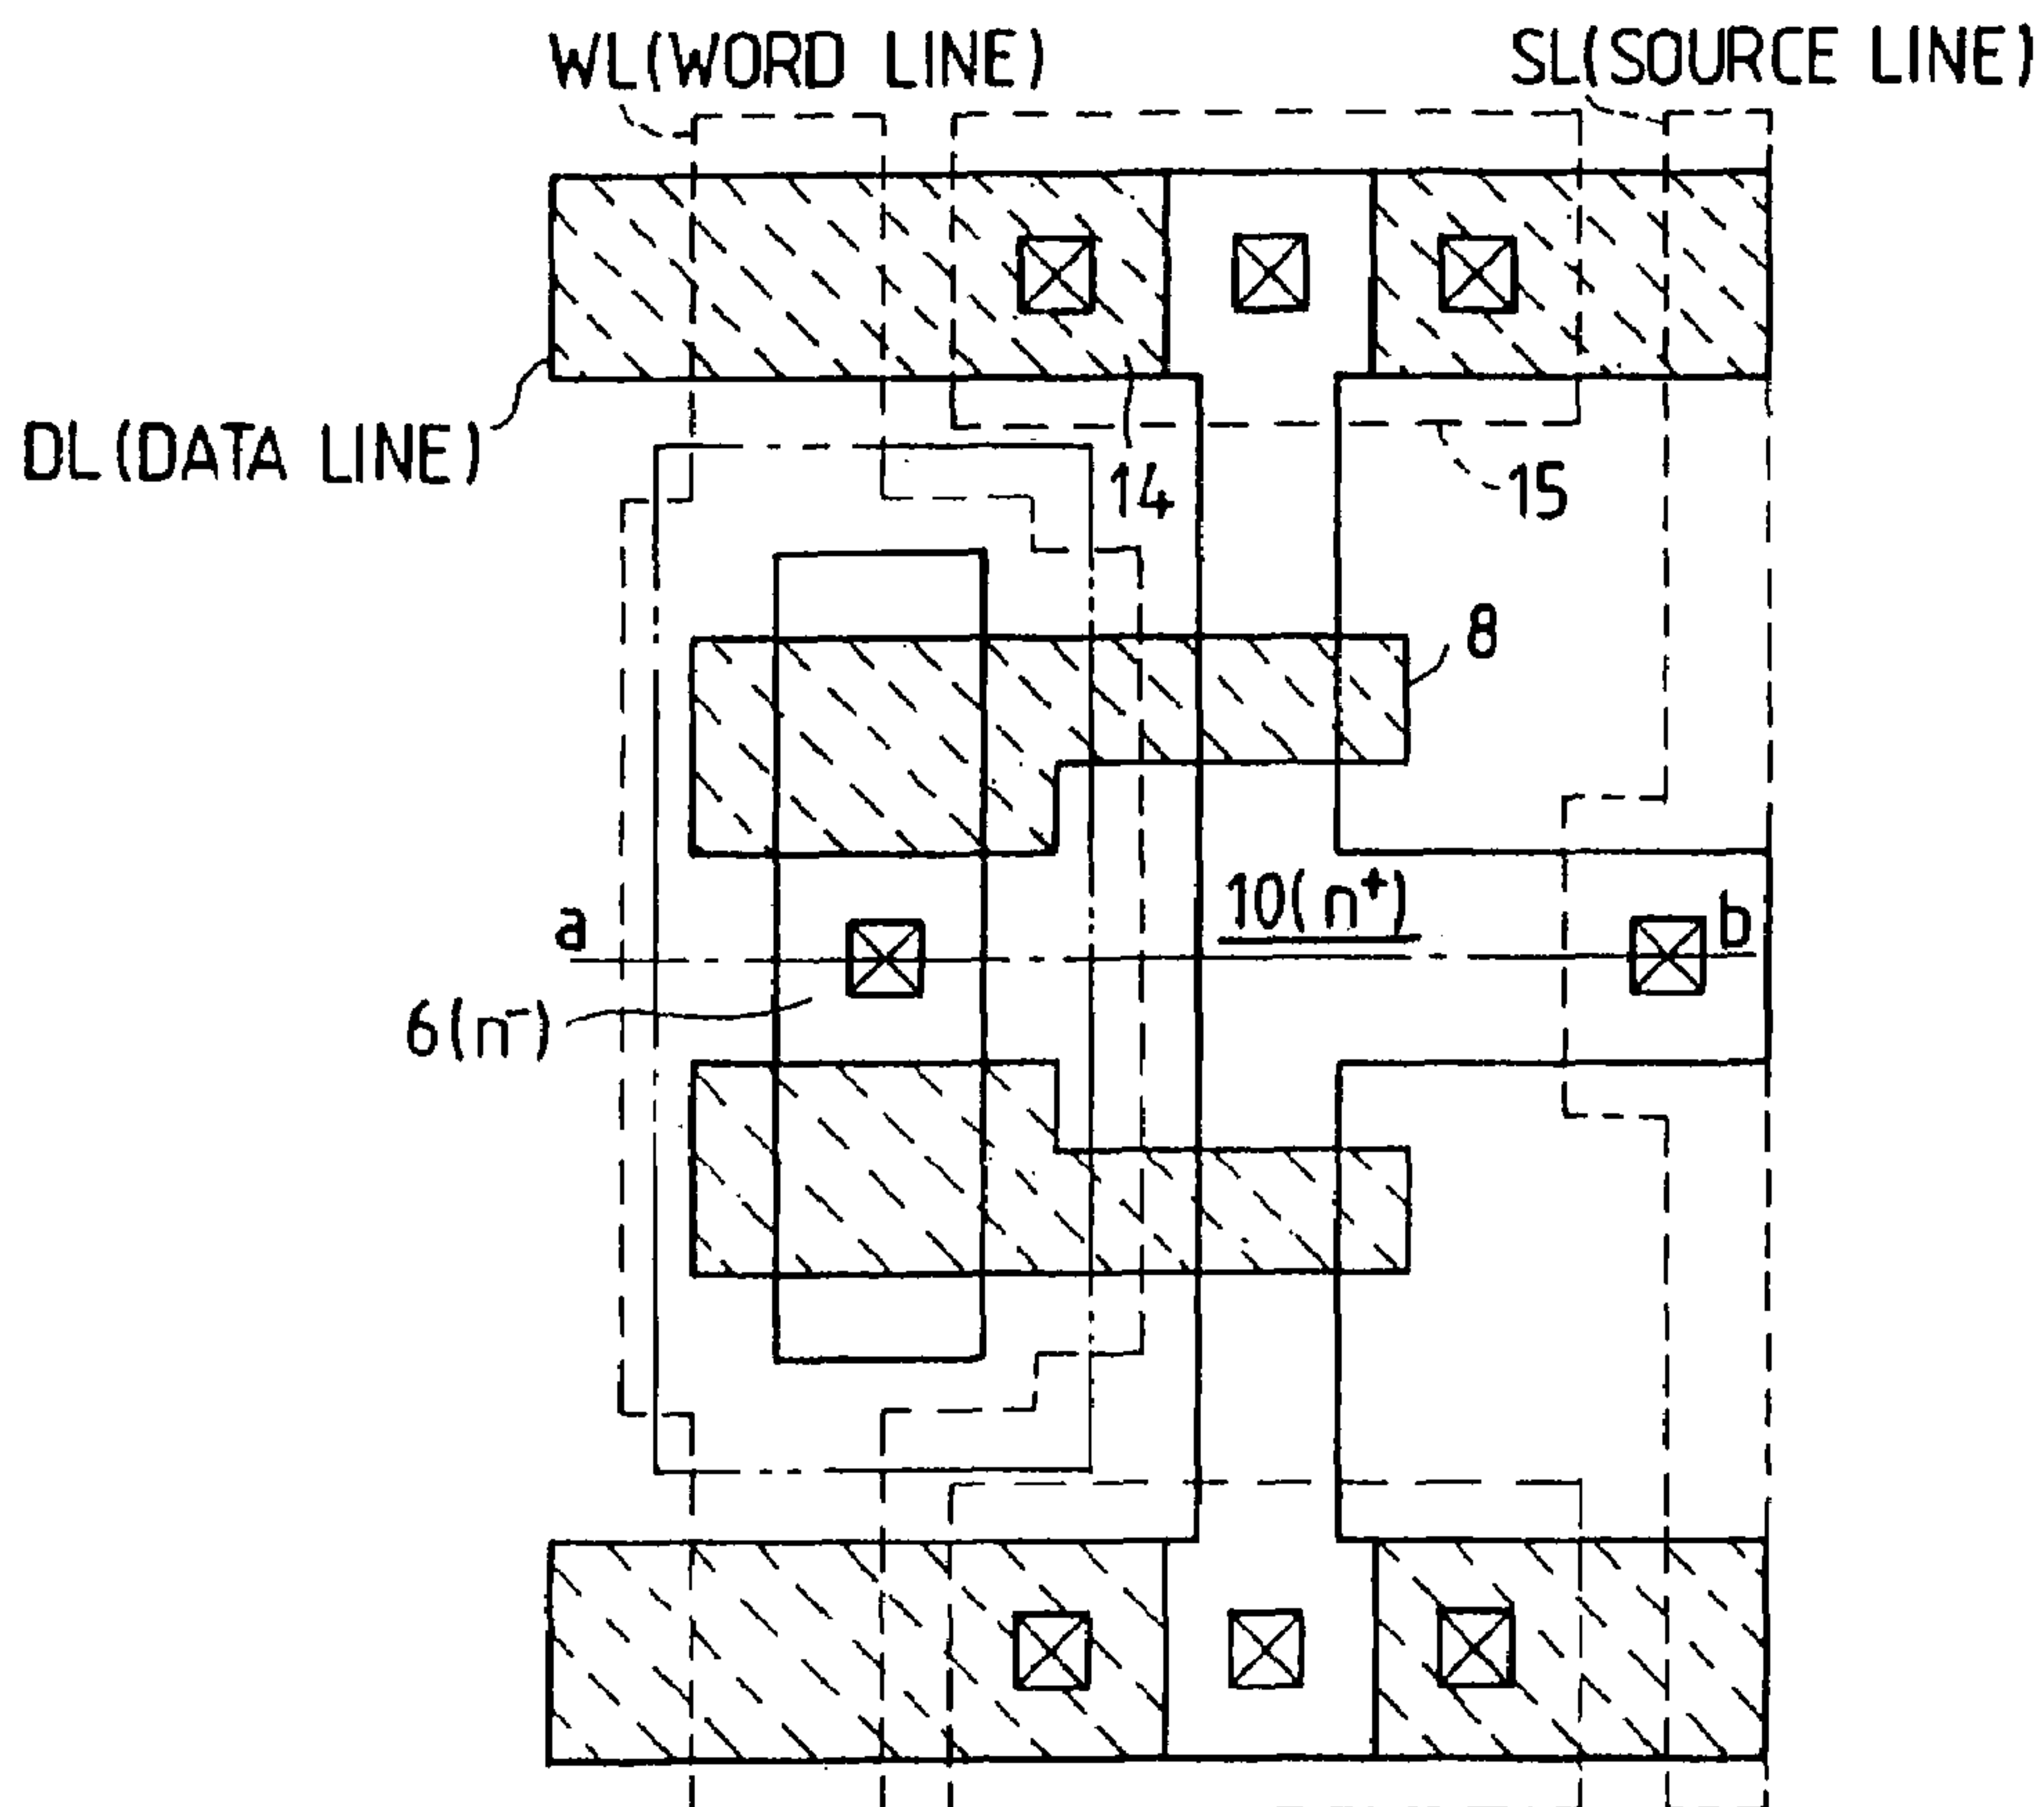 WL(WORD LINE)
SL(SOURCE LINE)
DL(DATA LINE)
14
15
8
10(n⁺)
a
b
6(n⁻)